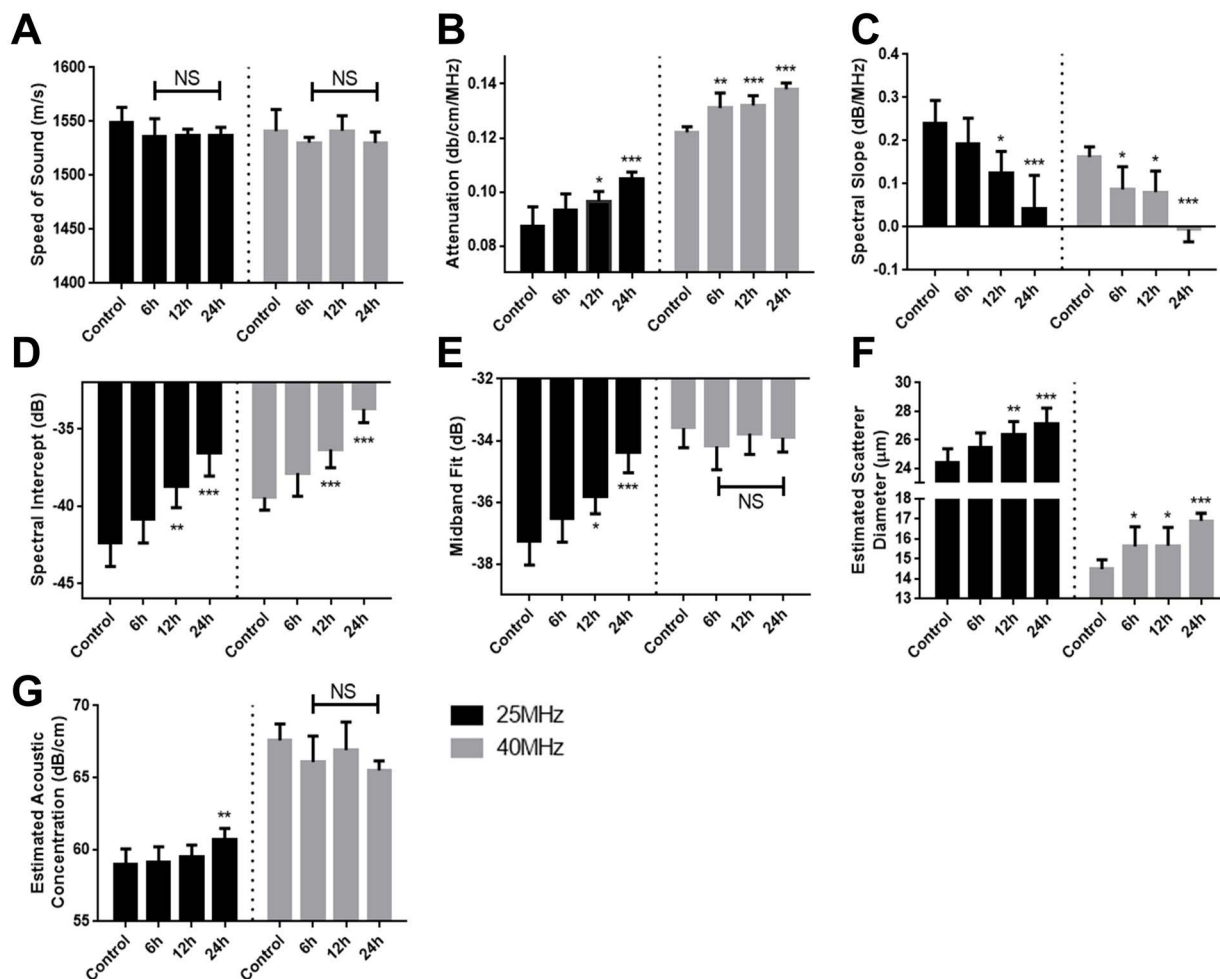 A
Speed of Sound (m/s)
1600
1550
1500
1450
1400
NS
NS
Control
6h
12h
24h
Control
6h
12h
24h
B
Attenuation (db/cm/MHz)
0.14
0.12
0.10
0.08
*
***
**
***
***
Control
6h
12h
24h
Control
6h
12h
24h
C
Spectral Slope (dB/MHz)
0.4
0.3
0.2
0.1
0.0
-0.1
*
***
*
*
***
Control
6h
12h
24h
Control
6h
12h
24h
D
Spectral Intercept (dB)
-35
-40
-45
**
***
***
***
Control
6h
12h
24h
Control
6h
12h
24h
E
Midband Fit (dB)
-32
-34
-36
-38
*
***
NS
Control
6h
12h
24h
Control
6h
12h
24h
F
Estimated Scatterer
Diameter (μm)
30
28
26
24
18
17
16
15
14
13
**
***
*
*
***
Control
6h
12h
24h
Control
6h
12h
24h
G
Estimated Acoustic
Concentration (dB/cm)
70
65
60
55
**
NS
Control
6h
12h
24h
Control
6h
12h
24h
25MHz
40MHz